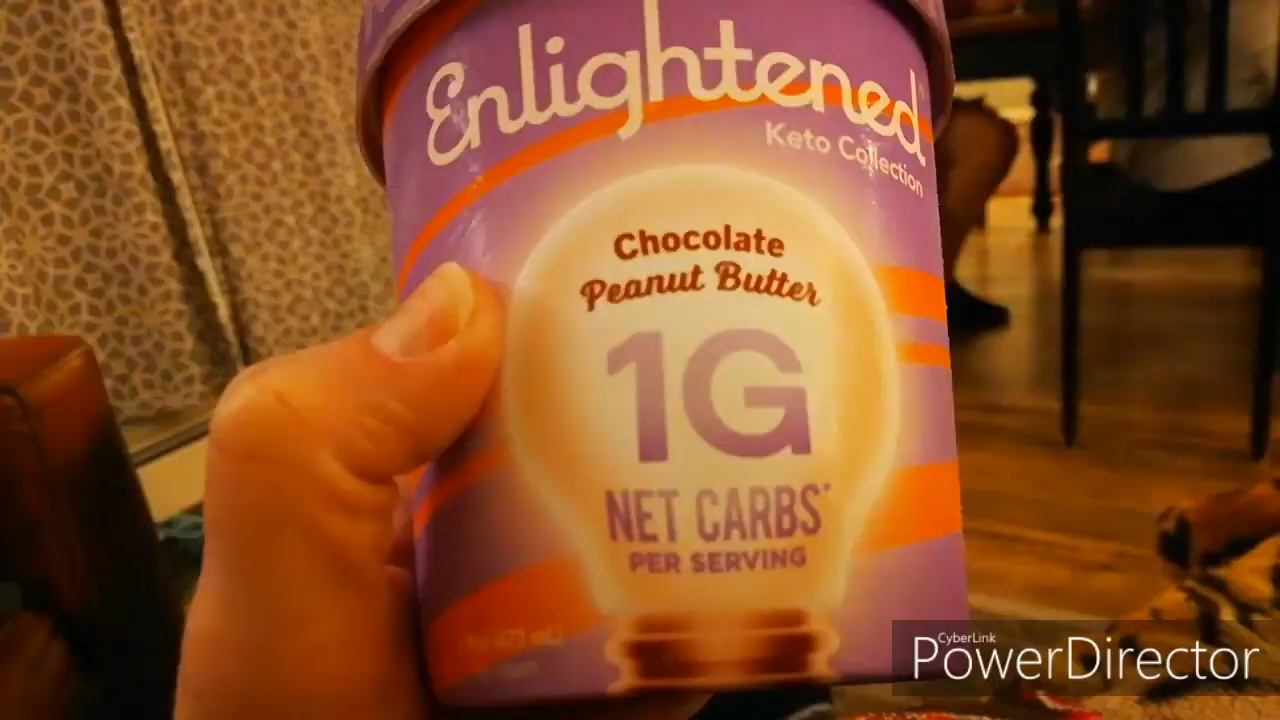 Enlightened
Keto Collection
Chocolate
Peanut Butter
1G
NET CARBS*
PER SERVING
CyberLink
PowerDirector